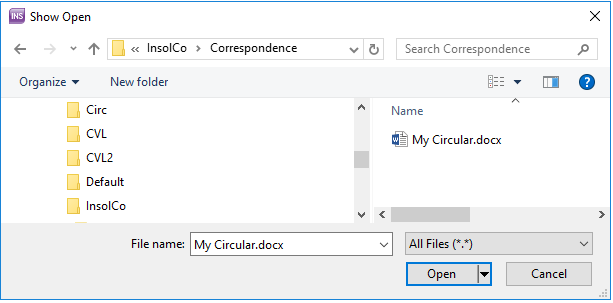 INS Show Open
« InsolCo > Correspondence
Search Correspondence
Organize
New folder
?
Circ
CVL
CVL2
Default
InsolCo
Name
My Circular.docx
File name: My Circular.docx
All Files (*.*)
Open
Cancel